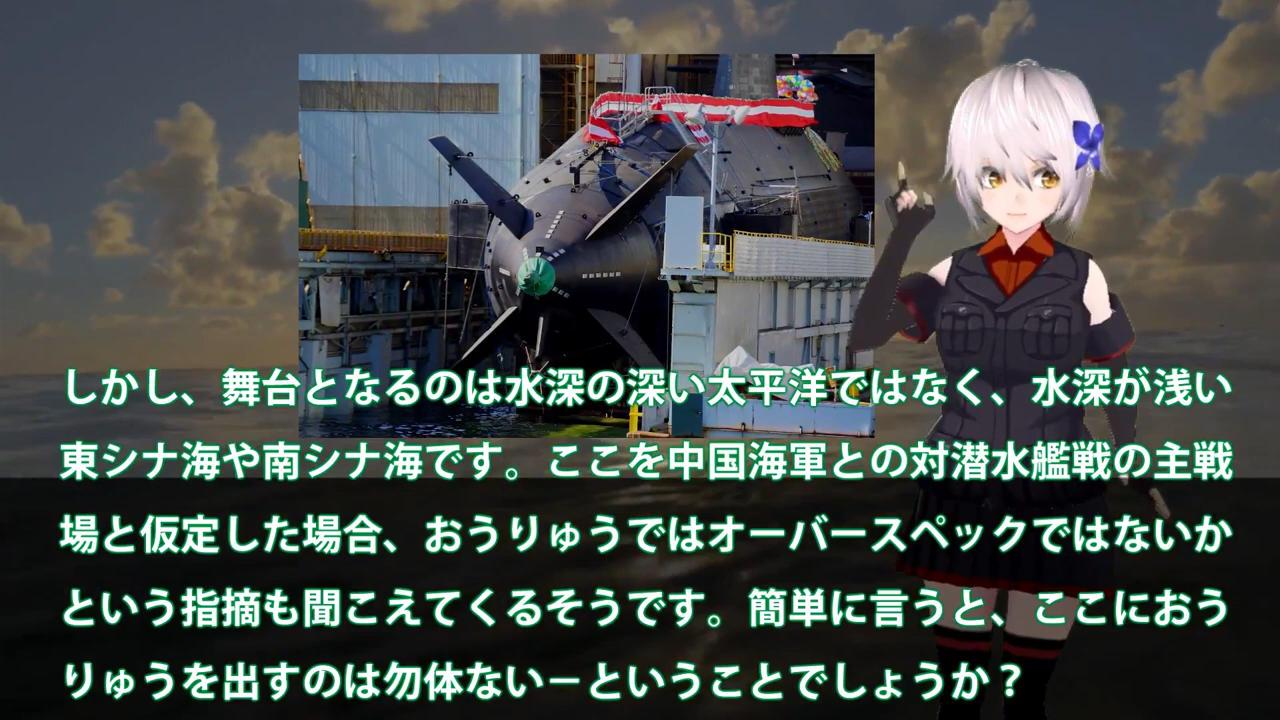 しかし、舞台となるのは水深の深い太平洋ではなく、水深が浅い
東シナ海や南シナ海です。ここを中国海軍との対潜水艦戦の主戦
場と仮定した場合、おうりゅうではオーバースペックではないか
という指摘も聞こえてくるそうです。簡単に言うと、ここにおう
りゅうを出すのは勿体ない－ということでしょうか？